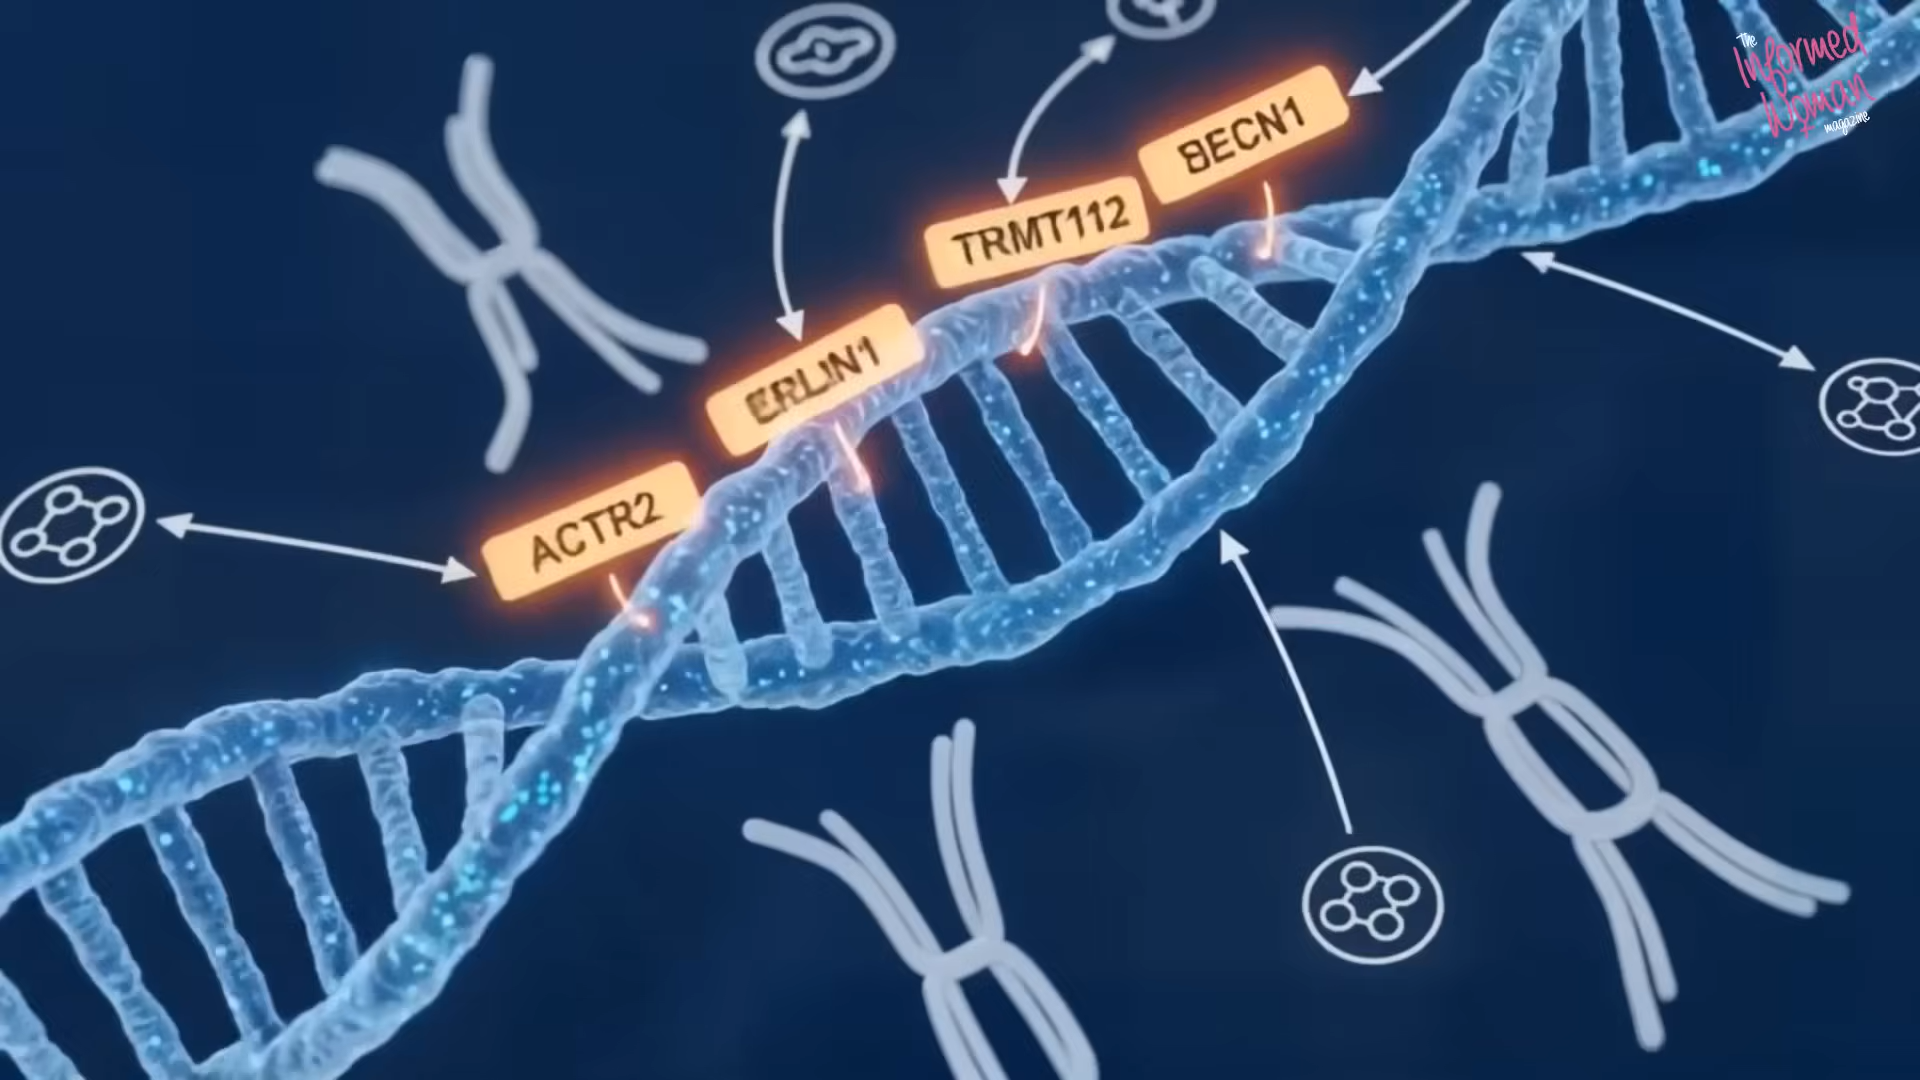 The
Informed
Woman
magazine
BECN1
TRMT112
ERLIN1
ACTR2